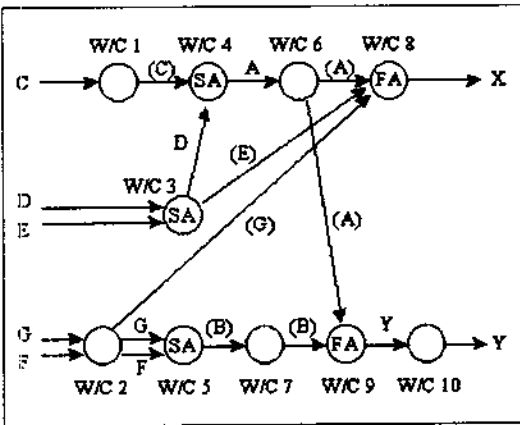 W/C 1 W/C 4 W/C 6 W/C 8
C (C) SA A (A) FA X
D (E)
W/C 3
D
E SA (G) (A)
G G (B) (B) Y
F F SA FA Y
W/C 2 W/C 5 W/C 7 W/C 9 W/C 10